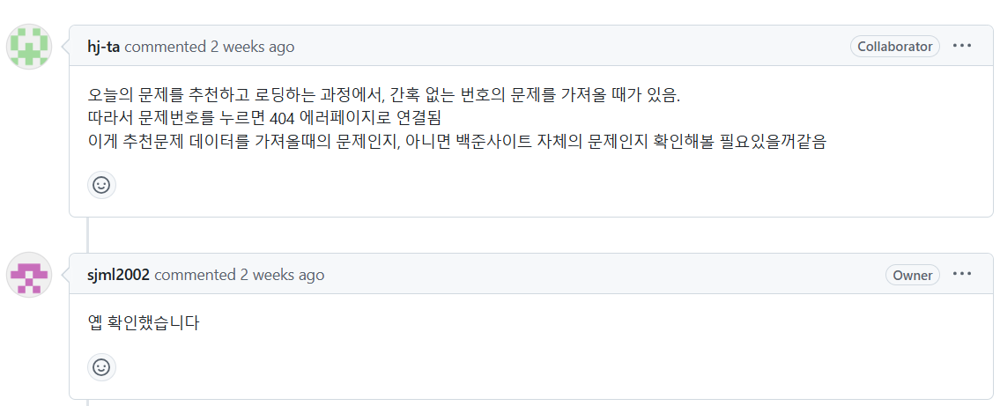 hj-ta commented 2 weeks ago
Collaborator
오늘의 문제를 추천하고 로딩하는 과정에서, 간혹 없는 번호의 문제를 가져올 때가 있음.
따라서 문제번호를 누르면 404 에러페이지로 연결됨
이게 추천문제 데이터를 가져올때의 문제인지, 아니면 백준사이트 자체의 문제인지 확인해볼 필요있을꺼같음
sjml2002 commented 2 weeks ago
Owner
옙 확인했습니다